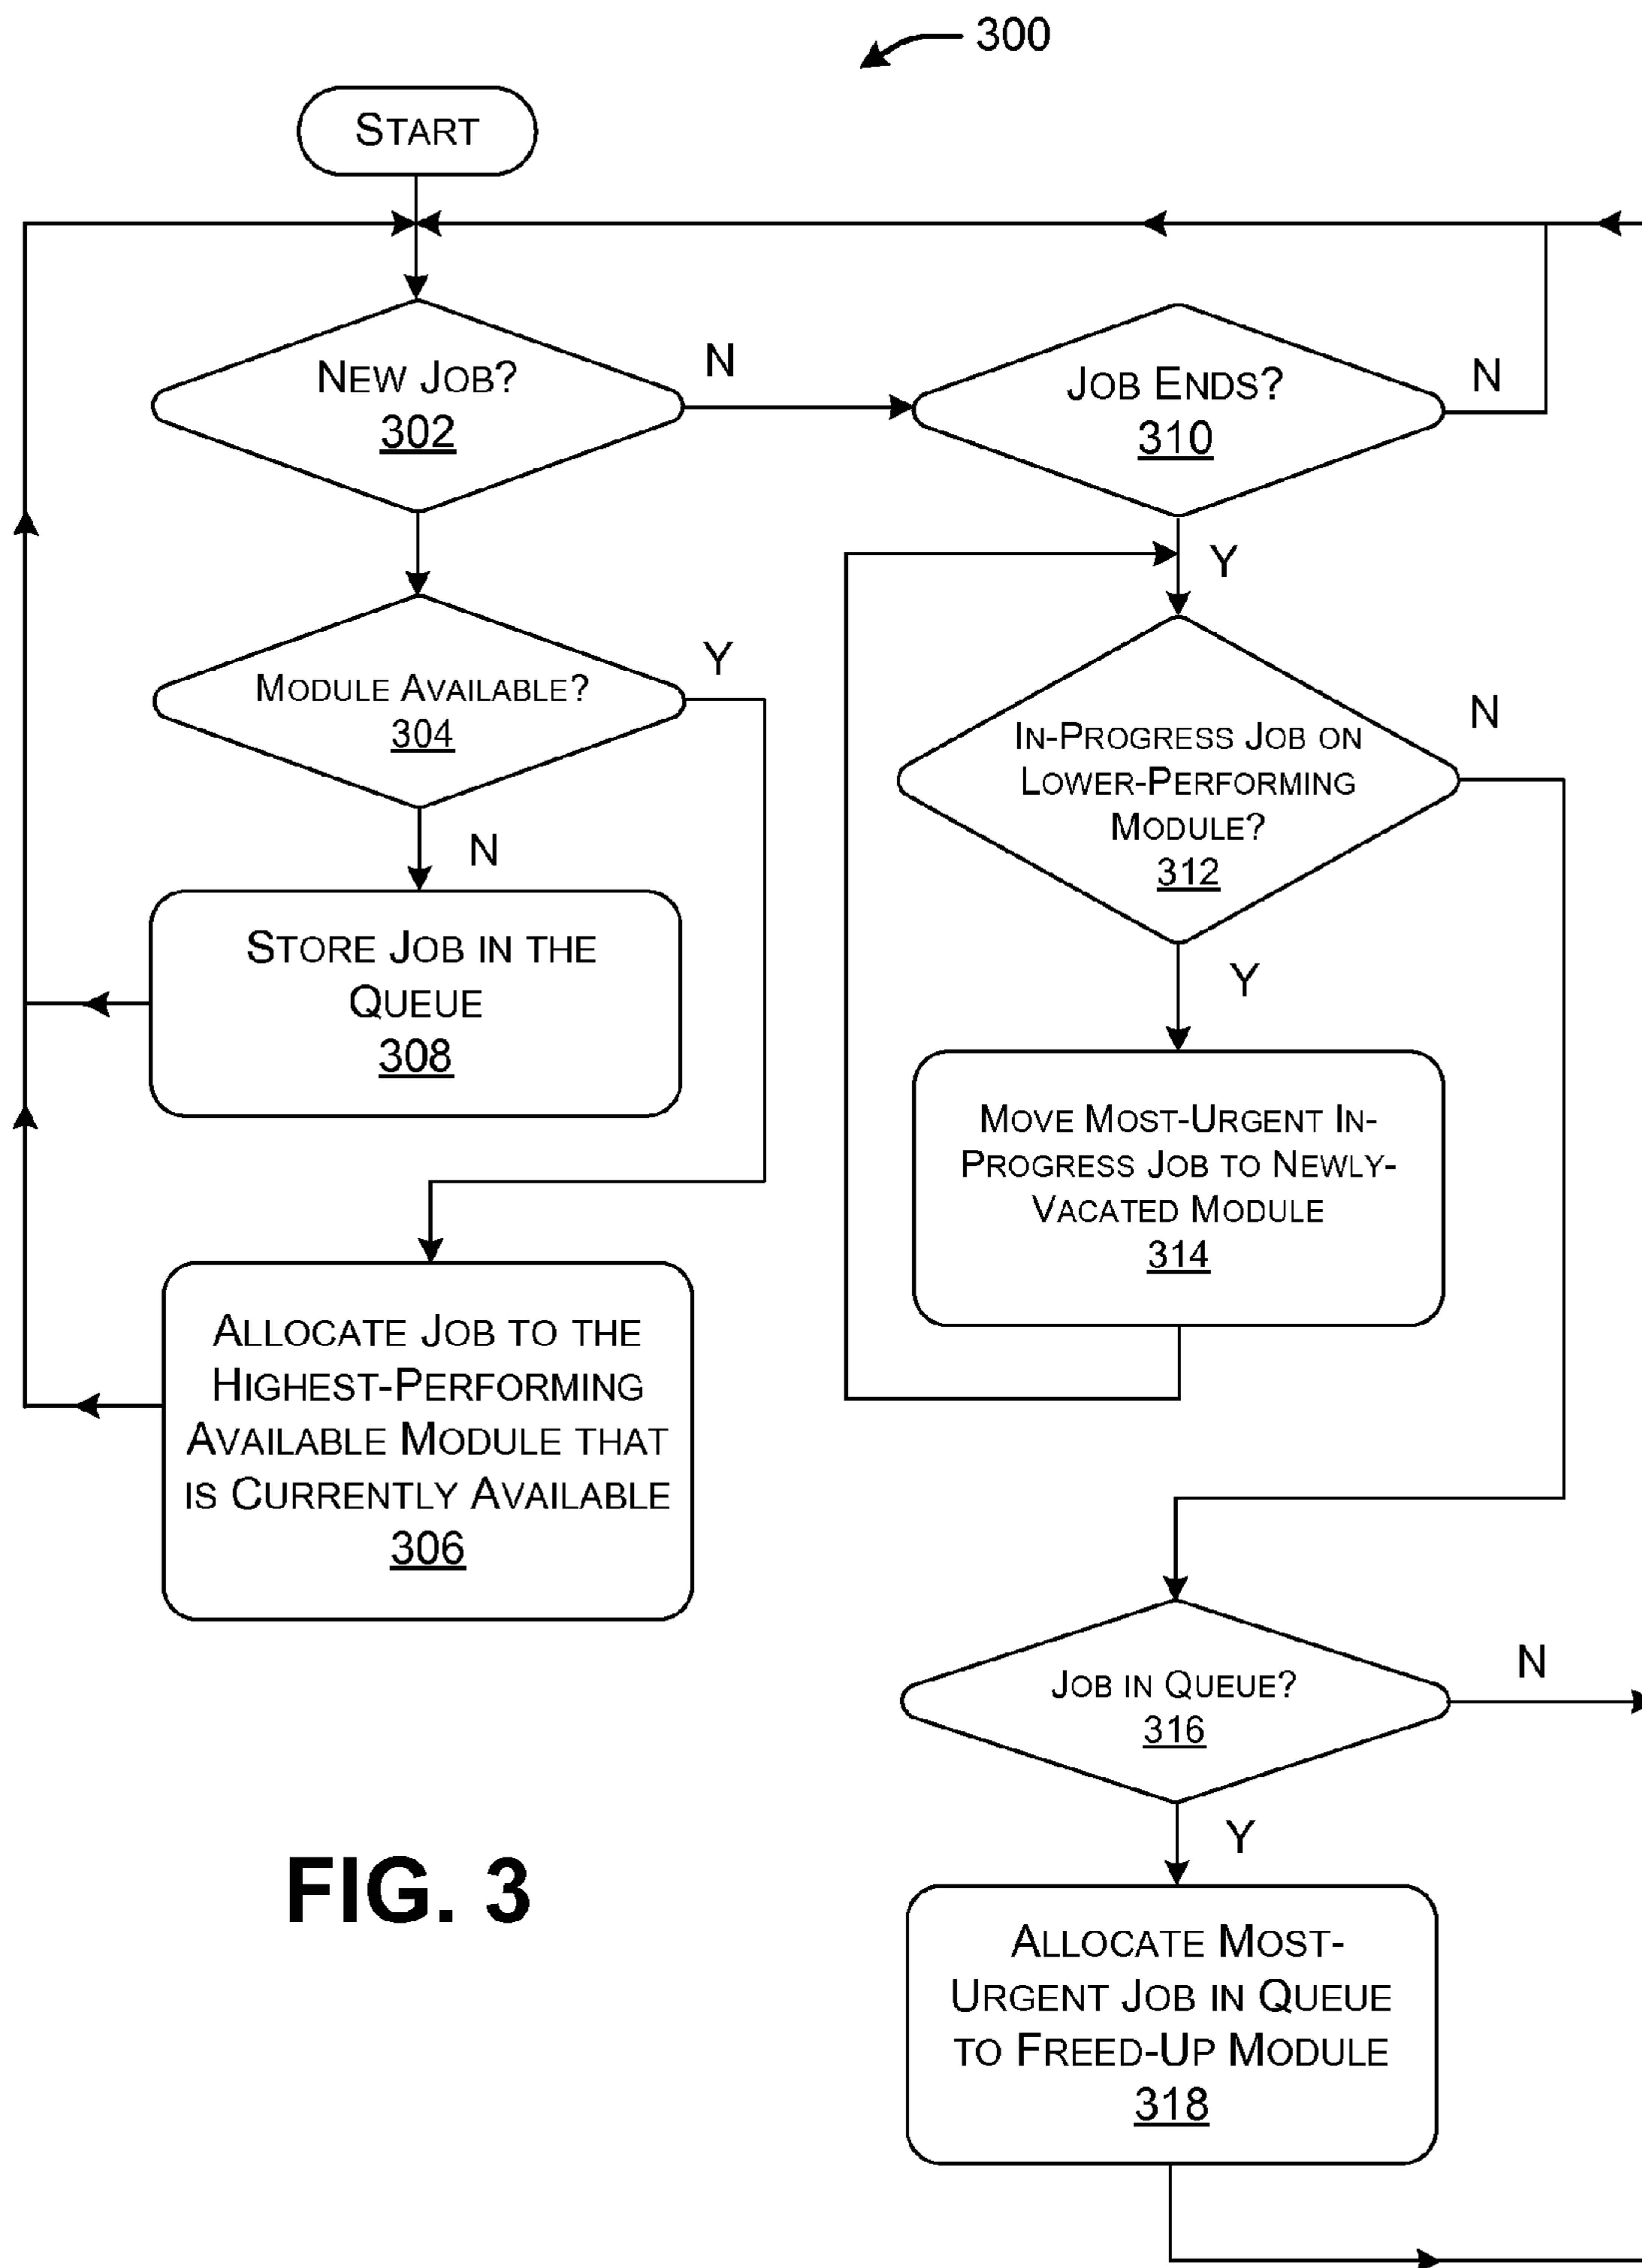 300
START
NEW JOB?
302
N
JOB ENDS?
310
N
Y
MODULE AVAILABLE?
304
Y
N
IN-PROGRESS JOB ON
LOWER-PERFORMING
MODULE?
312
N
Y
STORE JOB IN THE
QUEUE
308
MOVE MOST-URGENT IN-
PROGRESS JOB TO NEWLY-
VACATED MODULE
314
ALLOCATE JOB TO THE
HIGHEST-PERFORMING
AVAILABLE MODULE THAT
IS CURRENTLY AVAILABLE
306
JOB IN QUEUE?
316
N
Y
ALLOCATE MOST-
URGENT JOB IN QUEUE
TO FREED-UP MODULE
318
FIG. 3